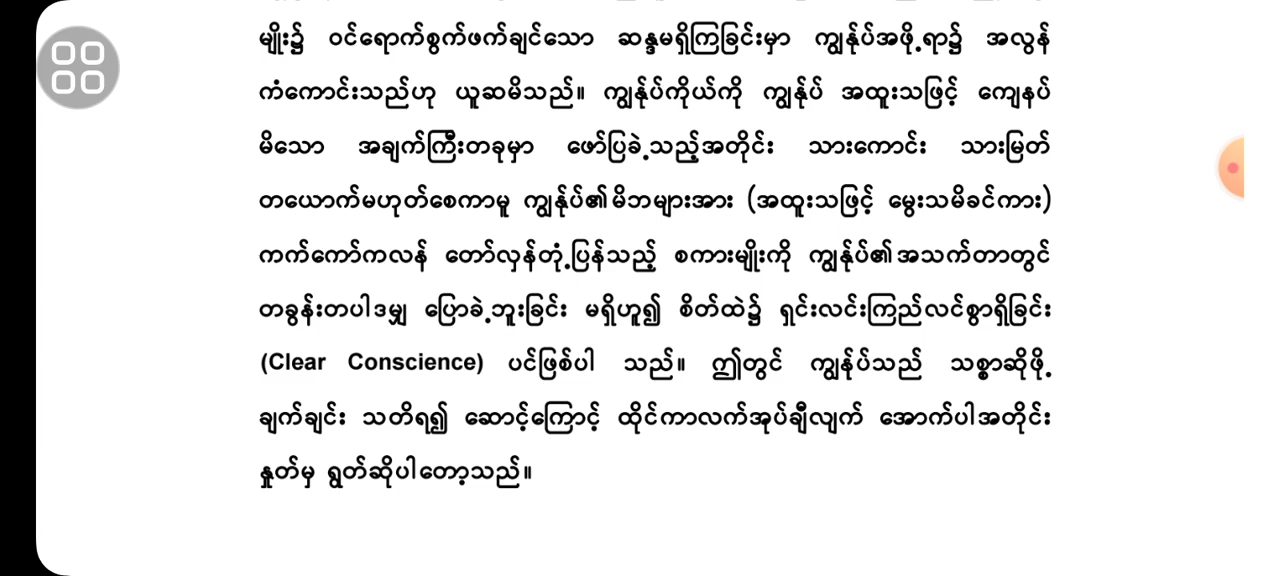 မျိုး၌ ဝင်ရောက်စွက်ဖက်ချင်သော ဆန္ဒမရှိကြခြင်းမှာ ကျွန်ုပ်အဖို့ရာ၌ အလွန်
ကံကောင်းသည်ဟု ယူဆမိသည်။ ကျွန်ုပ်ကိုယ်ကို ကျွန်ုပ် အထူးသဖြင့် ကျေနပ်
မိသော အချက်ကြီးတခုမှာ ဖော်ပြခဲ့သည့်အတိုင်း သားကောင်း သားမြတ်
တယောက်မဟုတ်စေကာမူ ကျွန်ုပ်၏မိဘများအား (အထူးသဖြင့် မွေးသမိခင်ကား)
ကက်ကော်ကလန် တော်လှန်တုံ့ပြန်သည့် စကားမျိုးကို ကျွန်ုပ်၏အသက်တာတွင်
တခွန်းတပါဒမျှ ပြောခဲ့ဘူးခြင်း မရှိဟူ၍ စိတ်ထဲ၌ ရှင်းလင်းကြည်လင်စွာရှိခြင်း
(Clear Conscience) ပင်ဖြစ်ပါ သည်။ ဤတွင် ကျွန်ုပ်သည် သစ္စာဆိုဖို့
ချက်ချင်း သတိရ၍ ဆောင့်ကြောင့် ထိုင်ကာလက်အုပ်ချီလျက် အောက်ပါအတိုင်း
နှုတ်မှ ရွတ်ဆိုပါတော့သည်။